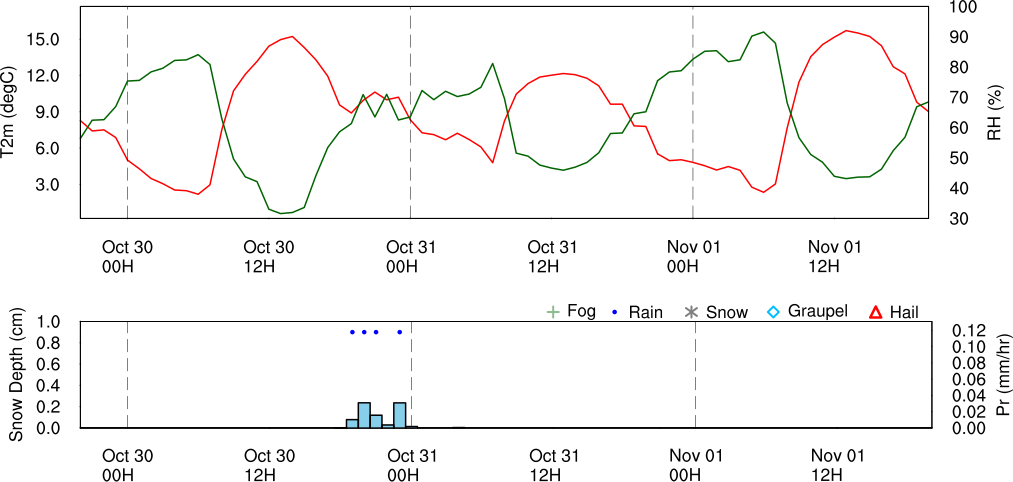 100
15.0
90
12.0
80
9.0
70
6.0
60
3.0
50
40
30
T2m (degC)
RH (%)
Oct 30
00H
Oct 30
12H
Oct 31
00H
Oct 31
12H
Nov 01
00H
Nov 01
12H
Fog
Rain
Snow
Graupel
Hail
1.0
0.8
0.6
0.4
0.2
0.0
Snow Depth (cm)
0.12
0.10
0.08
0.06
0.04
0.02
0.00
Pr (mm/hr)
Oct 30
00H
Oct 30
12H
Oct 31
00H
Oct 31
12H
Nov 01
00H
Nov 01
12H